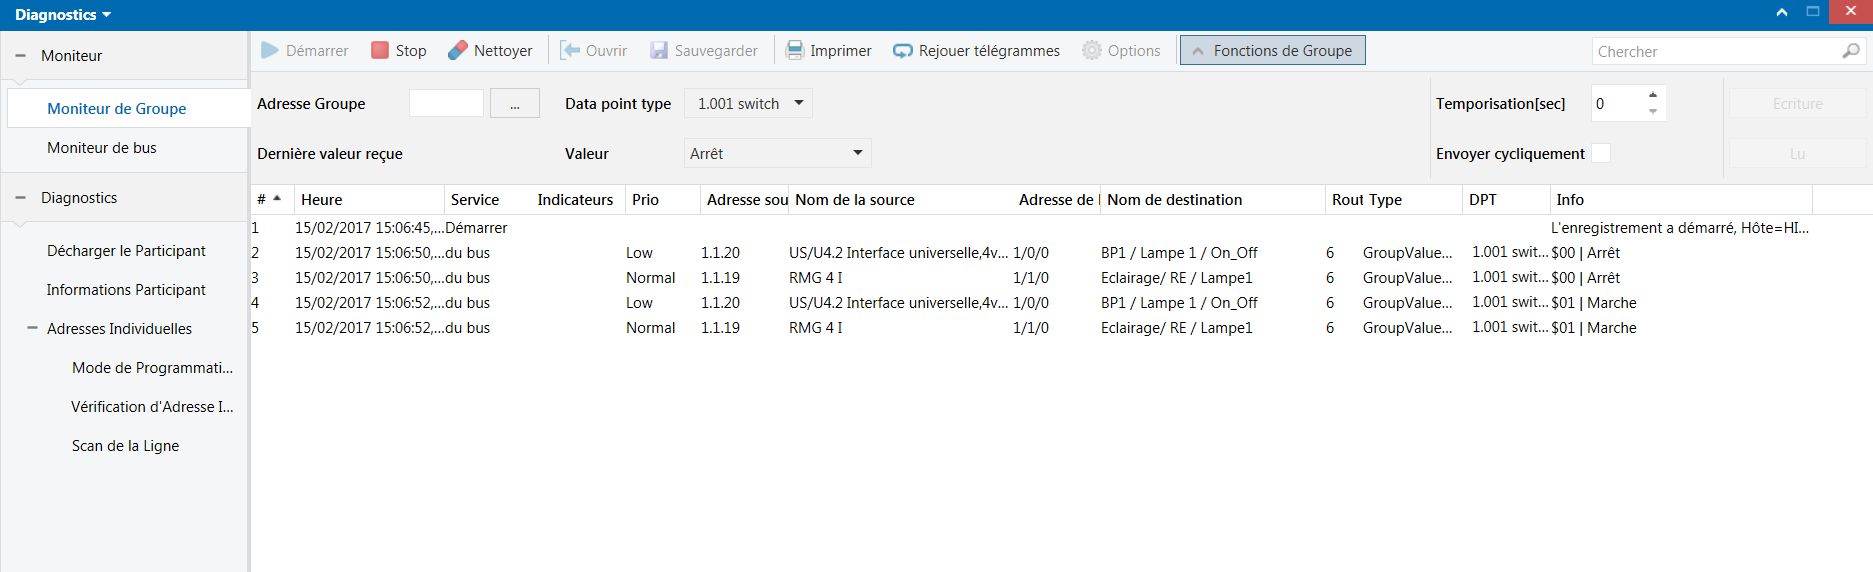 Diagnostics
Moniteur
Moniteur de Groupe
Moniteur de bus
Diagnostics
Décharger le Participant
Informations Participant
Adresses Individuelles
Mode de Programmati...
Vérification d'Adresse I...
Scan de la Ligne
Démarrer Stop Nettoyer Ouvrir Sauvegarder Imprimer Rejouer télégrammes Options Fonctions de Groupe Chercher
Adresse Groupe ... Data point type 1.001 switch Temporisation[sec] 0 Ecriture
Dernière valeur reçue Valeur Arrêt Envoyer cycliquement Lu
# Heure Service Indicateurs Prio Adresse sou Nom de la source Adresse de l Nom de destination Rout Type DPT Info
1 15/02/2017 15:06:45,... Démarrer L'enregistrement a démarré, Hôte=HI...
2 15/02/2017 15:06:50,... du bus Low 1.1.20 US/U4.2 Interface universelle,4v... 1/0/0 BP1 / Lampe 1 / On_Off 6 GroupValue... 1.001 swit... $00 | Arrêt
3 15/02/2017 15:06:50,... du bus Normal 1.1.19 RMG 4 I 1/1/0 Eclairage/ RE / Lampe1 6 GroupValue... 1.001 swit... $00 | Arrêt
4 15/02/2017 15:06:52,... du bus Low 1.1.20 US/U4.2 Interface universelle,4v... 1/0/0 BP1 / Lampe 1 / On_Off 6 GroupValue... 1.001 swit... $01 | Marche
5 15/02/2017 15:06:52,... du bus Normal 1.1.19 RMG 4 I 1/1/0 Eclairage/ RE / Lampe1 6 GroupValue... 1.001 swit... $01 | Marche